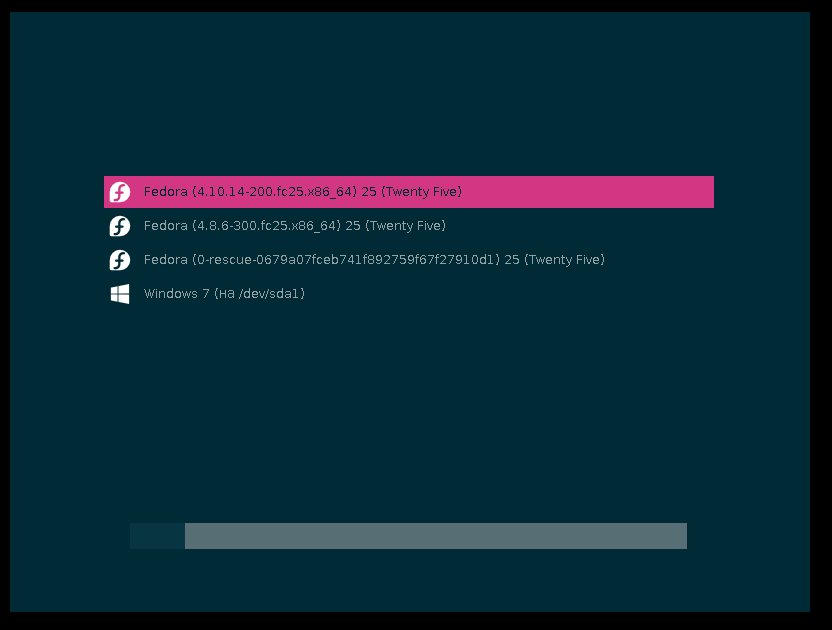 Fedora (4.10.14-200.fc25.x86_64) 25 (Twenty Five)
Fedora (4.8.6-300.fc25.x86_64) 25 (Twenty Five)
Fedora (0-rescue-0679a07fceb741f892759f67f27910d1) 25 (Twenty Five)
Windows 7 (на /dev/sda1)